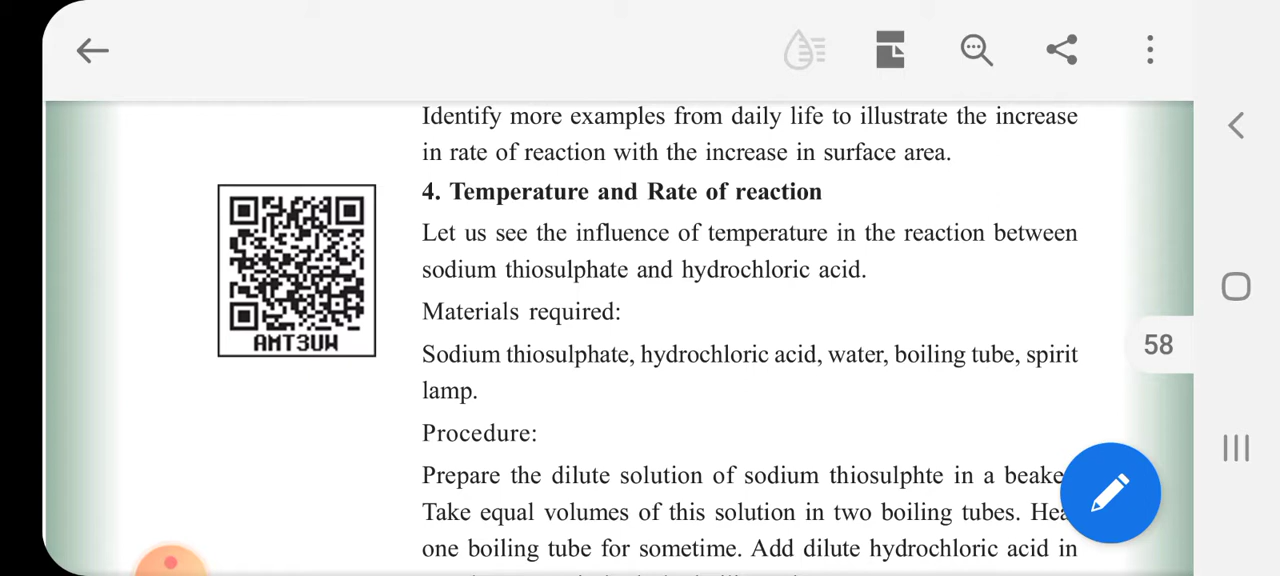 Identify more examples from daily life to illustrate the increase
in rate of reaction with the increase in surface area.
4. Temperature and Rate of reaction
Let us see the influence of temperature in the reaction between
sodium thiosulphate and hydrochloric acid.
AMT3UW
Materials required:
Sodium thiosulphate, hydrochloric acid, water, boiling tube, spirit
lamp.
58
Procedure:
Prepare the dilute solution of sodium thiosulphte in a
Take equal volumes of this solution in two boiling tubes.
one boiling tube for sometime. Add dilute hydrochloric acid in